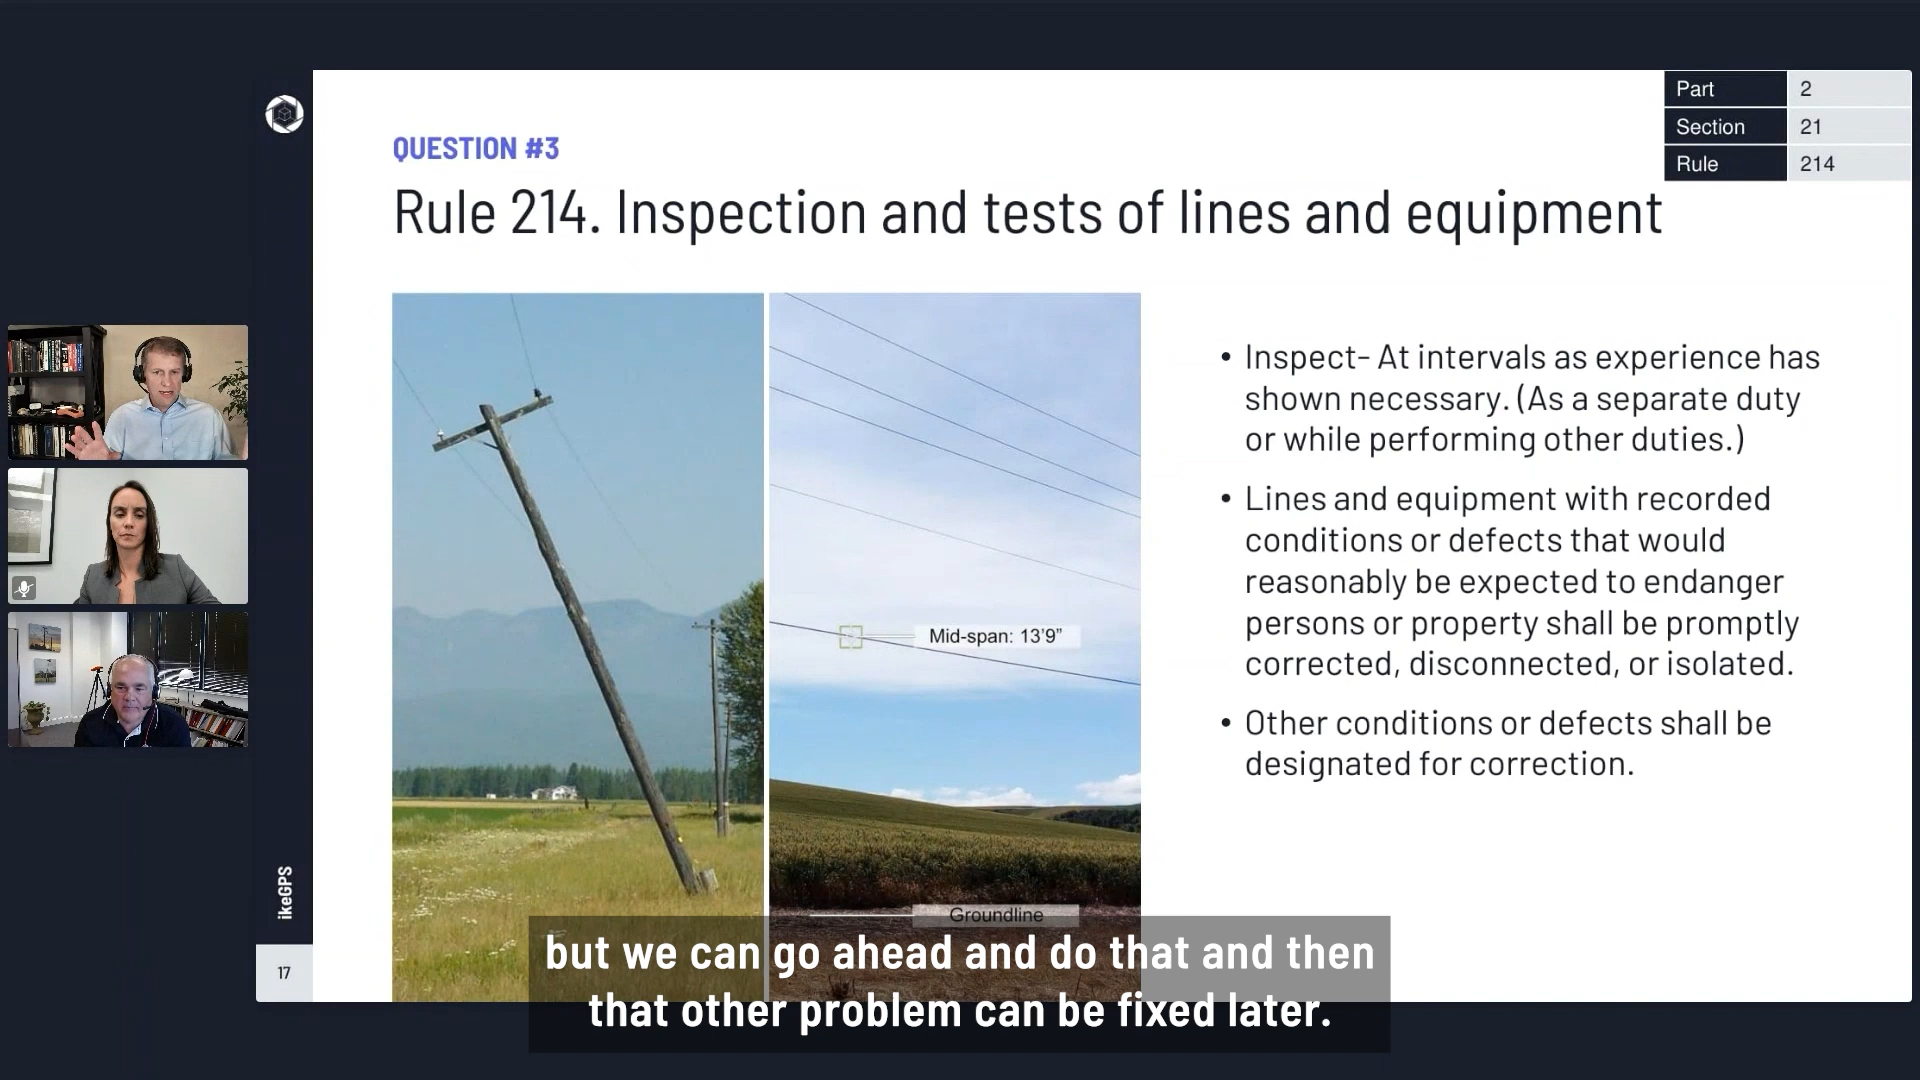 Part 2
Section 21
Rule 214
QUESTION #3
Rule 214. Inspection and tests of lines and equipment
• Inspect- At intervals as experience has
shown necessary. (As a separate duty
or while performing other duties.)
• Lines and equipment with recorded
conditions or defects that would
reasonably be expected to endanger
persons or property shall be promptly
corrected, disconnected, or isolated.
• Other conditions or defects shall be
designated for correction.
Mid-span: 13'9"
Groundline
ikeGPS
17
but we can go ahead and do that and then
that other problem can be fixed later.